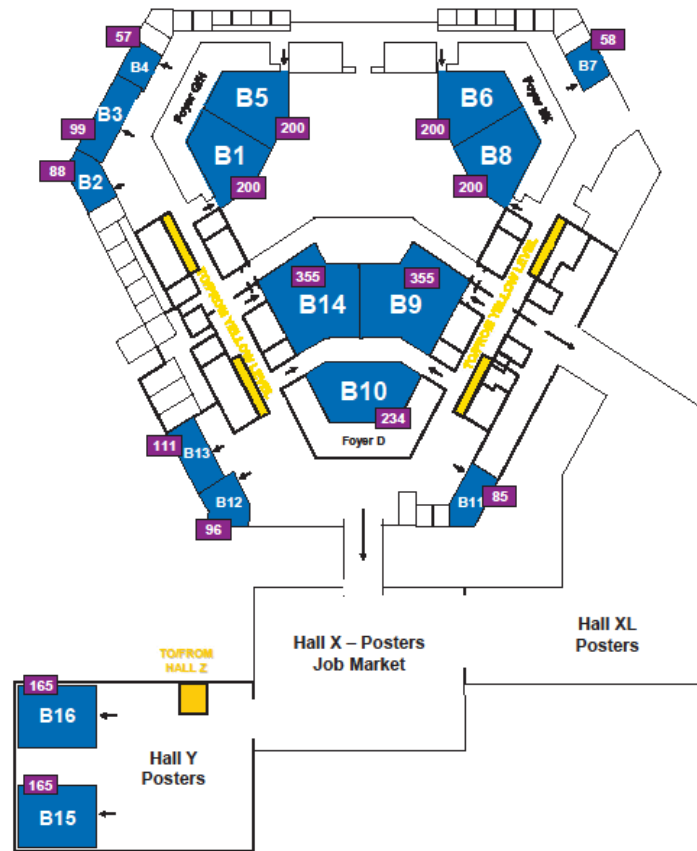 57
58
B4
B7
Foyer GH
B5
B6
B3
99
200
200
B1
B8
88
B2
200
200
TO/FROM YELLOW LEVEL
TO/FROM YELLOW LEVEL
355
355
B14
B9
B10
234
Foyer D
111
B13
B12
96
B11
85
Hall X – Posters
Job Market
Hall XL
Posters
TO/FROM
HALL Z
165
B16
Hall Y
Posters
165
B15